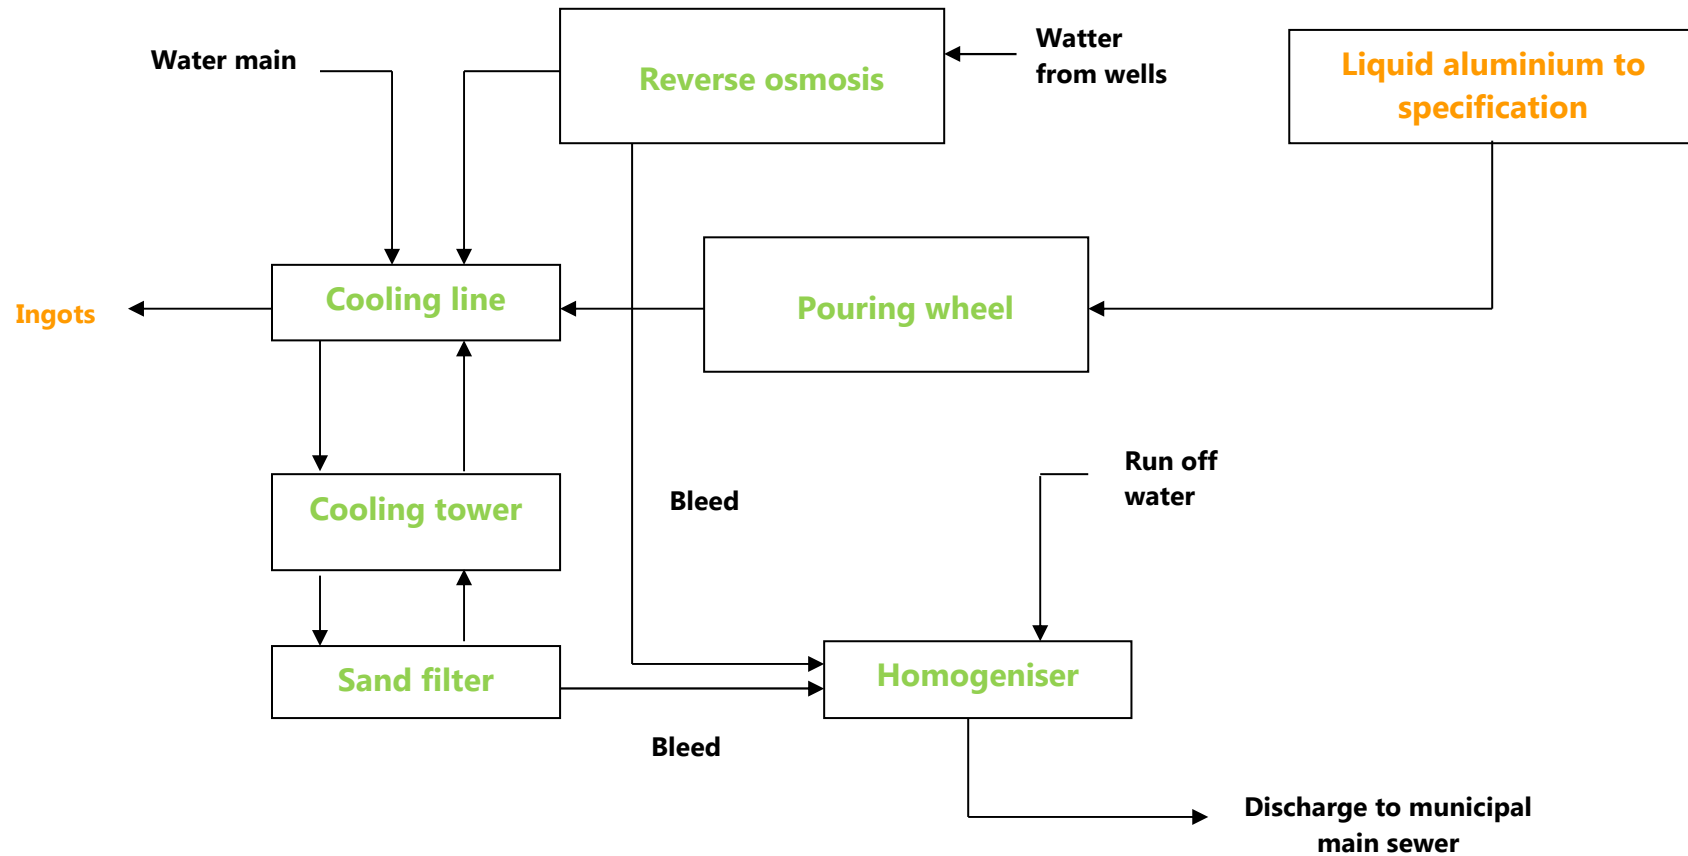 Water main
Reverse osmosis
Watter
from wells
Liquid aluminium to
specification
Ingots
Cooling line
Pouring wheel
Cooling tower
Bleed
Run off
water
Sand filter
Homogeniser
Bleed
Discharge to municipal
main sewer